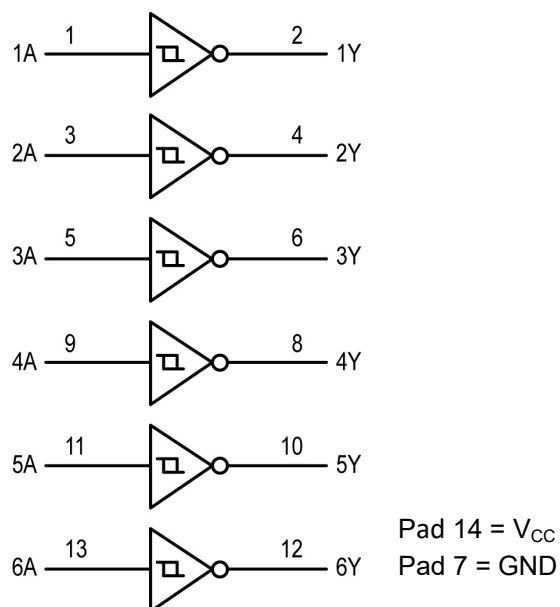 1A 1 2 1Y
2A 3 4 2Y
3A 5 6 3Y
4A 9 8 4Y
5A 11 10 5Y
6A 13 12 6Y
Pad 14 = VCC
Pad 7 = GND